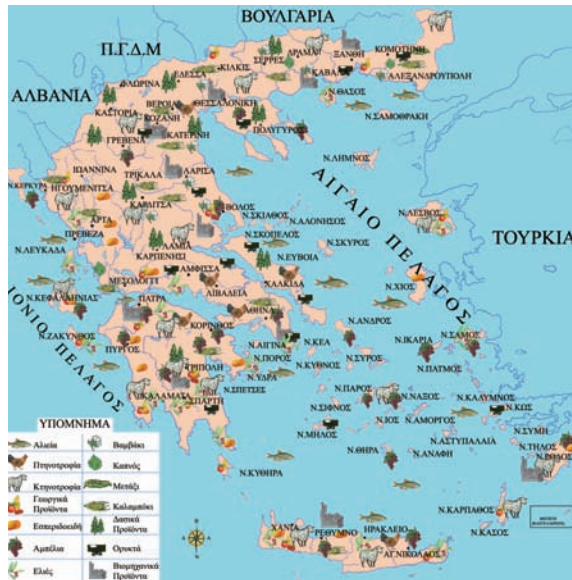 ΒΟΥΛΓΑΡΙΑ
Π.Γ.Δ.Μ
ΑΛΒΑΝΙΑ
ΤΟΥΡΚΙΑ
ΑΙΓΑΙΟ ΠΕΛΑΓΟΣ
ΙΟΝΙΟ ΠΕΛΑΓΟΣ
ΦΛΩΡΙΝΑ
ΕΔΕΣΣΑ
ΚΙΛΚΙΣ
ΣΕΡΡΕΣ
ΔΡΑΜΑ
ΞΑΝΘΗ
ΚΟΜΟΤΗΝΗ
ΚΑΒΑΛΑ
ΑΛΕΞΑΝΔΡΟΥΠΟΛΗ
ΚΑΣΤΟΡΙΑ
ΒΕΡΟΙΑ
ΘΕΣΣΑΛΟΝΙΚΗ
Ν.ΘΑΣΟΣ
Ν.ΣΑΜΟΘΡΑΚΗ
ΚΟΖΑΝΗ
ΚΑΤΕΡΙΝΗ
ΠΟΛΥΓΥΡΟΣ
ΓΡΕΒΕΝΑ
Ν.ΛΗΜΝΟΣ
ΙΩΑΝΝΙΝΑ
ΤΡΙΚΑΛΑ
ΛΑΡΙΣΑ
Ν.ΚΕΡΚΥΡΑ
ΗΓΟΥΜΕΝΙΤΣΑ
ΚΑΡΔΙΤΣΑ
ΒΟΛΟΣ
Ν.ΣΚΙΑΘΟΣ
Ν.ΑΛΟΝΗΣΟΣ
Ν.ΛΕΣΒΟΣ
ΑΡΤΑ
ΠΡΕΒΕΖΑ
Ν.ΣΚΟΠΕΛΟΣ
Ν.ΣΚΥΡΟΣ
Ν.ΛΕΥΚΑΔΑ
ΛΑΜΙΑ
ΚΑΡΠΕΝΗΣΙ
Ν.ΕΥΒΟΙΑ
ΑΜΦΙΣΣΑ
ΧΑΛΚΙΔΑ
ΜΕΣΟΛΟΓΓΙ
ΛΙΒΑΔΕΙΑ
Ν.ΧΙΟΣ
Ν.ΚΕΦΑΛΛΗΝΙΑΣ
ΠΑΤΡΑ
ΑΘΗΝΑ
Ν.ΑΝΔΡΟΣ
Ν.ΣΑΜΟΣ
Ν.ΖΑΚΥΝΘΟΣ
ΚΟΡΙΝΘΟΣ
Ν.ΑΙΓΙΝΑ
Ν.ΚΕΑ
Ν.ΙΚΑΡΙΑ
ΠΥΡΓΟΣ
Ν.ΠΟΡΟΣ
Ν.ΣΥΡΟΣ
Ν.ΠΑΤΜΟΣ
ΤΡΙΠΟΛΗ
Ν.ΥΔΡΑ
Ν.ΚΥΘΝΟΣ
Ν.ΣΠΕΤΣΕΣ
Ν.ΠΑΡΟΣ
Ν.ΝΑΞΟΣ
Ν.ΚΑΛΥΜΝΟΣ
ΚΑΛΑΜΑΤΑ
ΣΠΑΡΤΗ
Ν.ΣΙΦΝΟΣ
Ν.ΚΩΣ
Ν.ΜΗΛΟΣ
Ν.ΙΟΣ
Ν.ΑΜΟΡΓΟΣ
Ν.ΑΣΤΥΠΑΛΑΙΑ
Ν.ΣΥΜΗ
Ν.ΤΗΛΟΣ
Ν.ΡΟΔΟΣ
Ν.ΘΗΡΑ
Ν.ΑΝΑΦΗ
Ν.ΚΥΘΗΡΑ
Ν.ΚΑΡΠΑΘΟΣ
Ν.ΚΑΣΟΣ
ΧΑΝΙΑ
ΡΕΘΥΜΝΟ
ΗΡΑΚΛΕΙΟ
ΑΓ.ΝΙΚΟΛΑΟΣ
ΥΠΟΜΝΗΜΑ
Αλιεία
Πτηνοτροφία
Κτηνοτροφία
Γεωργικά
Προϊόντα
Εσπεριδοειδή
Αμπέλια
Ελιές
Βαμβάκι
Καπνός
Μετάξι
Καλαμπόκι
Δασικά
Προϊόντα
Ορυκτά
Βιομηχανικά
Προϊόντα